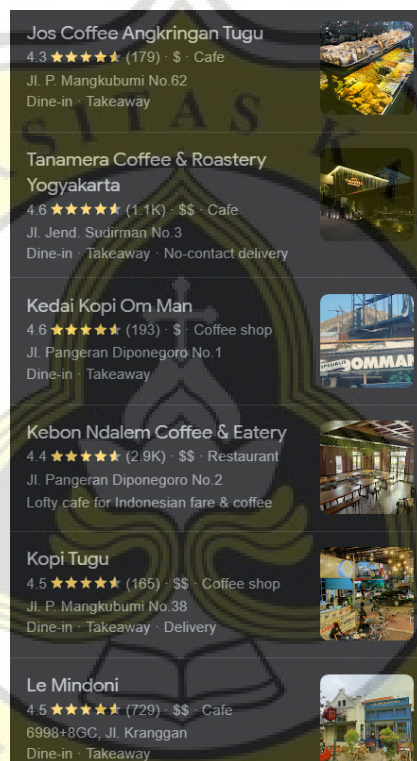 Jos Coffee Angkringan Tugu
4.3 ★★★★★ (179) · $ · Cafe
Jl. P. Mangkubumi No.62
Dine-in · Takeaway
SITAS K
Tanamera Coffee & Roastery
Yogyakarta
4.6 ★★★★★ (1.1K) · $$ · Cafe
Jl. Jend. Sudirman No.3
Dine-in · Takeaway · No-contact delivery
Kedai Kopi Om Man
4.6 ★★★★★ (193) · $ · Coffee shop
Jl. Pangeran Diponegoro No.1
Dine-in · Takeaway
SPESIALIS
OMMAN
Kebon Ndalem Coffee & Eatery
4.4 ★★★★★ (2.9K) · $$ · Restaurant
Jl. Pangeran Diponegoro No.2
Lofty cafe for Indonesian fare & coffee
Kopi Tugu
4.5 ★★★★★ (165) · $$ · Coffee shop
Jl. P. Mangkubumi No.38
Dine-in · Takeaway · Delivery
Le Mindoni
4.5 ★★★★★ (729) · $$ · Cafe
6998+8GC, Jl. Kranggan
Dine-in · Takeaway